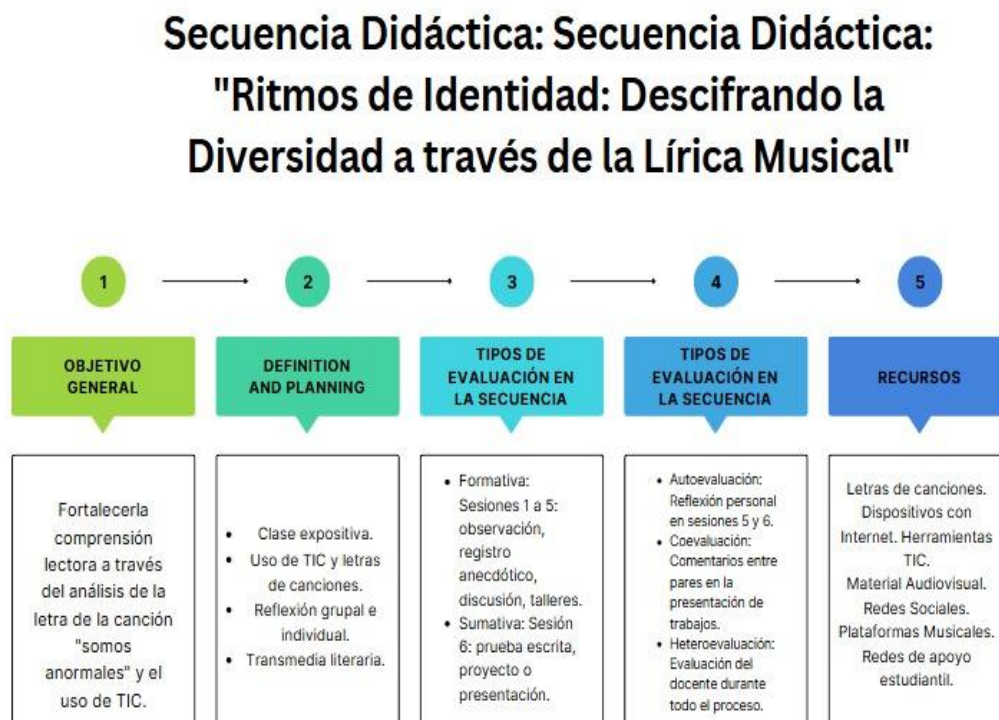 Secuencia Didáctica: Secuencia Didáctica:
"Ritmos de Identidad: Descifrando la
Diversidad a través de la Lírica Musical"
1
2
3
4
5
OBJETIVO
GENERAL
DEFINITION
AND PLANNING
TIPOS DE
EVALUACIÓN EN
LA SECUENCIA
TIPOS DE
EVALUACIÓN EN
LA SECUENCIA
RECURSOS
Fortalecerla
comprensión
lectora a través
del análisis de la
letra de la canción
"somos
anormales" y el
uso de TIC.
• Clase expositiva.
• Uso de TIC y letras
de canciones.
• Reflexión grupal e
individual.
• Transmedia literaria.
• Formativa:
Sesiones 1 a 5:
observación,
registro
anecdótico,
discusión, talleres.
• Sumativa: Sesión
6: prueba escrita,
proyecto o
presentación.
• Autoevaluación:
Reflexión personal
en sesiones 5 y 6.
• Coevaluación:
Comentarios entre
pares en la
presentación de
trabajos.
• Heteroevaluación:
Evaluación del
docente durante
todo el proceso.
Letras de canciones.
Dispositivos con
Internet. Herramientas
TIC.
Material Audiovisual.
Redes Sociales.
Plataformas Musicales.
Redes de apoyo
estudiantil.